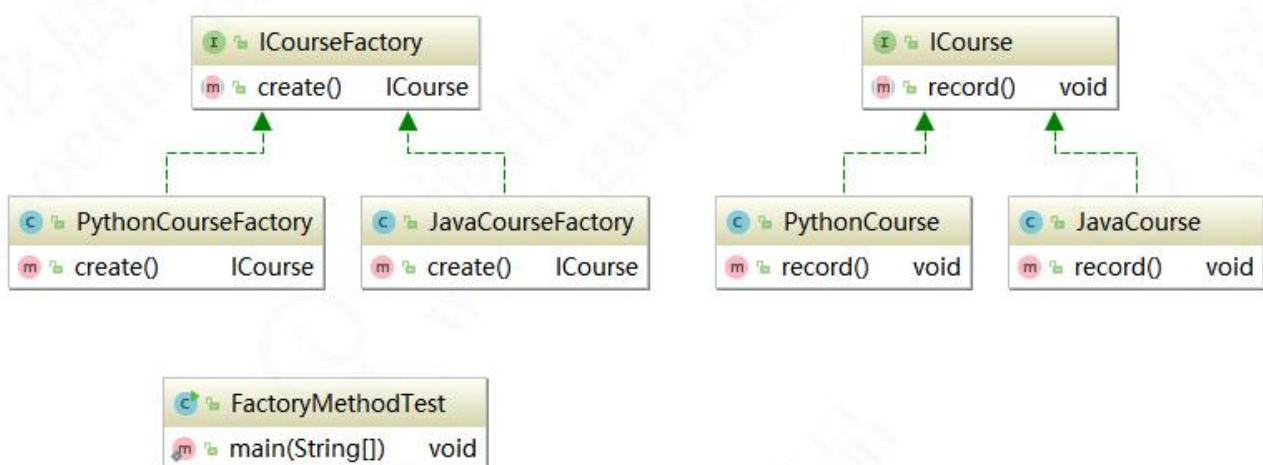 ICourseFactory
create() ICourse
ICourse
record() void
PythonCourseFactory
create() ICourse
JavaCourseFactory
create() ICourse
PythonCourse
record() void
JavaCourse
record() void
FactoryMethodTest
main(String[]) void